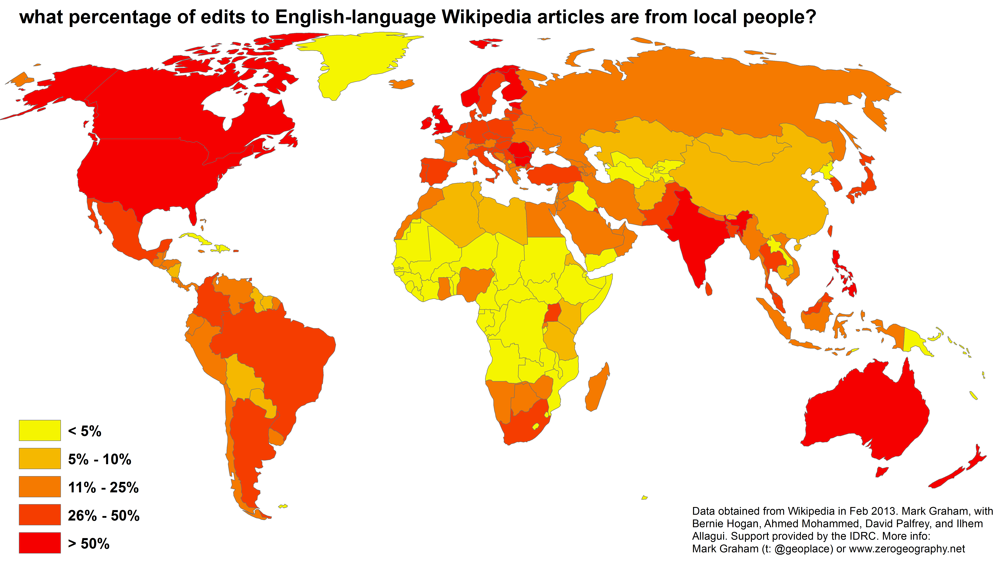 what percentage of edits to English-language Wikipedia articles are from local people?
< 5%
5% - 10%
11% - 25%
26% - 50%
> 50%
Data obtained from Wikipedia in Feb 2013. Mark Graham, with
Bernie Hogan, Ahmed Mohammed, David Palfrey, and Ilhem
Allagui. Support provided by the IDRC. More info:
Mark Graham (t: @geoplace) or www.zerogeography.net